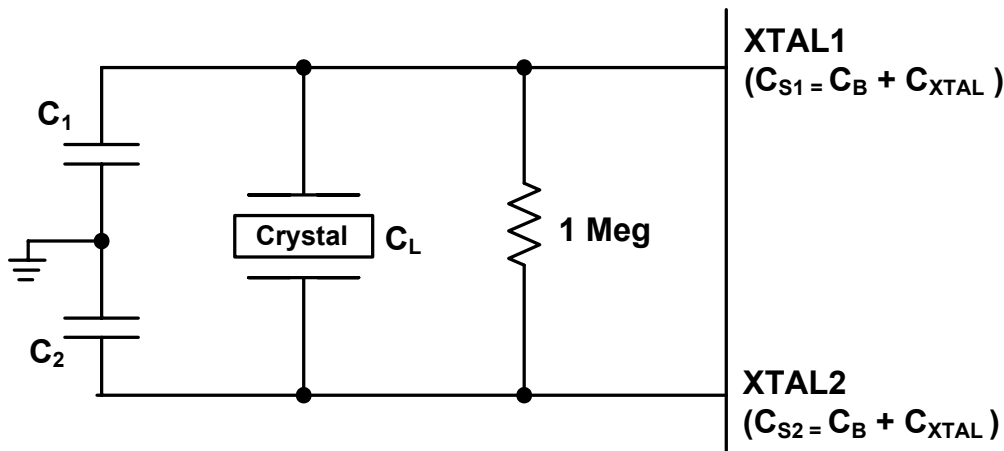 XTAL1
(CS1 = CB + CXTAL )
C1
Crystal
CL
1 Meg
C2
XTAL2
(CS2 = CB + CXTAL )